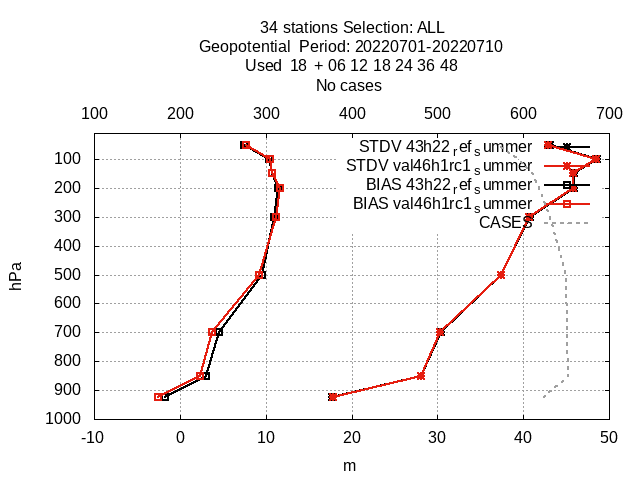 34 stations Selection: ALL
Geopotential Period: 20220701-20220710
Used 18 + 06 12 18 24 36 48
No cases
100 200 300 400 500 600 700
STDV 43h22_ref_summer
STDV val46h1rc1_summer
BIAS 43h22_ref_summer
BIAS val46h1rc1_summer
CASES
100
200
300
400
500
600
700
800
900
1000
hPa
-10 0 10 20 30 40 50
m